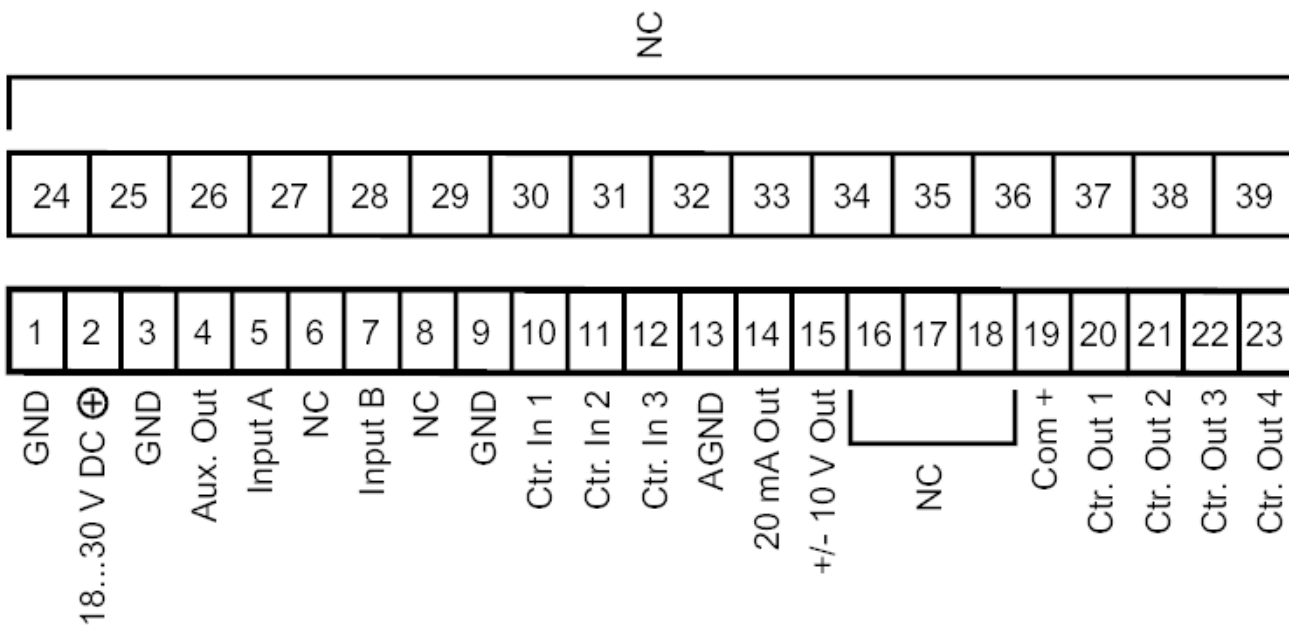 NC
24 25 26 27 28 29 30 31 32 33 34 35 36 37 38 39
1 2 3 4 5 6 7 8 9 10 11 12 13 14 15 16 17 18 19 20 21 22 23
GND
18...30 V DC ⊕
GND
Aux. Out
Input A
NC
Input B
NC
GND
Ctr. In 1
Ctr. In 2
Ctr. In 3
AGND
20 mA Out
+/- 10 V Out
NC
Com +
Ctr. Out 1
Ctr. Out 2
Ctr. Out 3
Ctr. Out 4